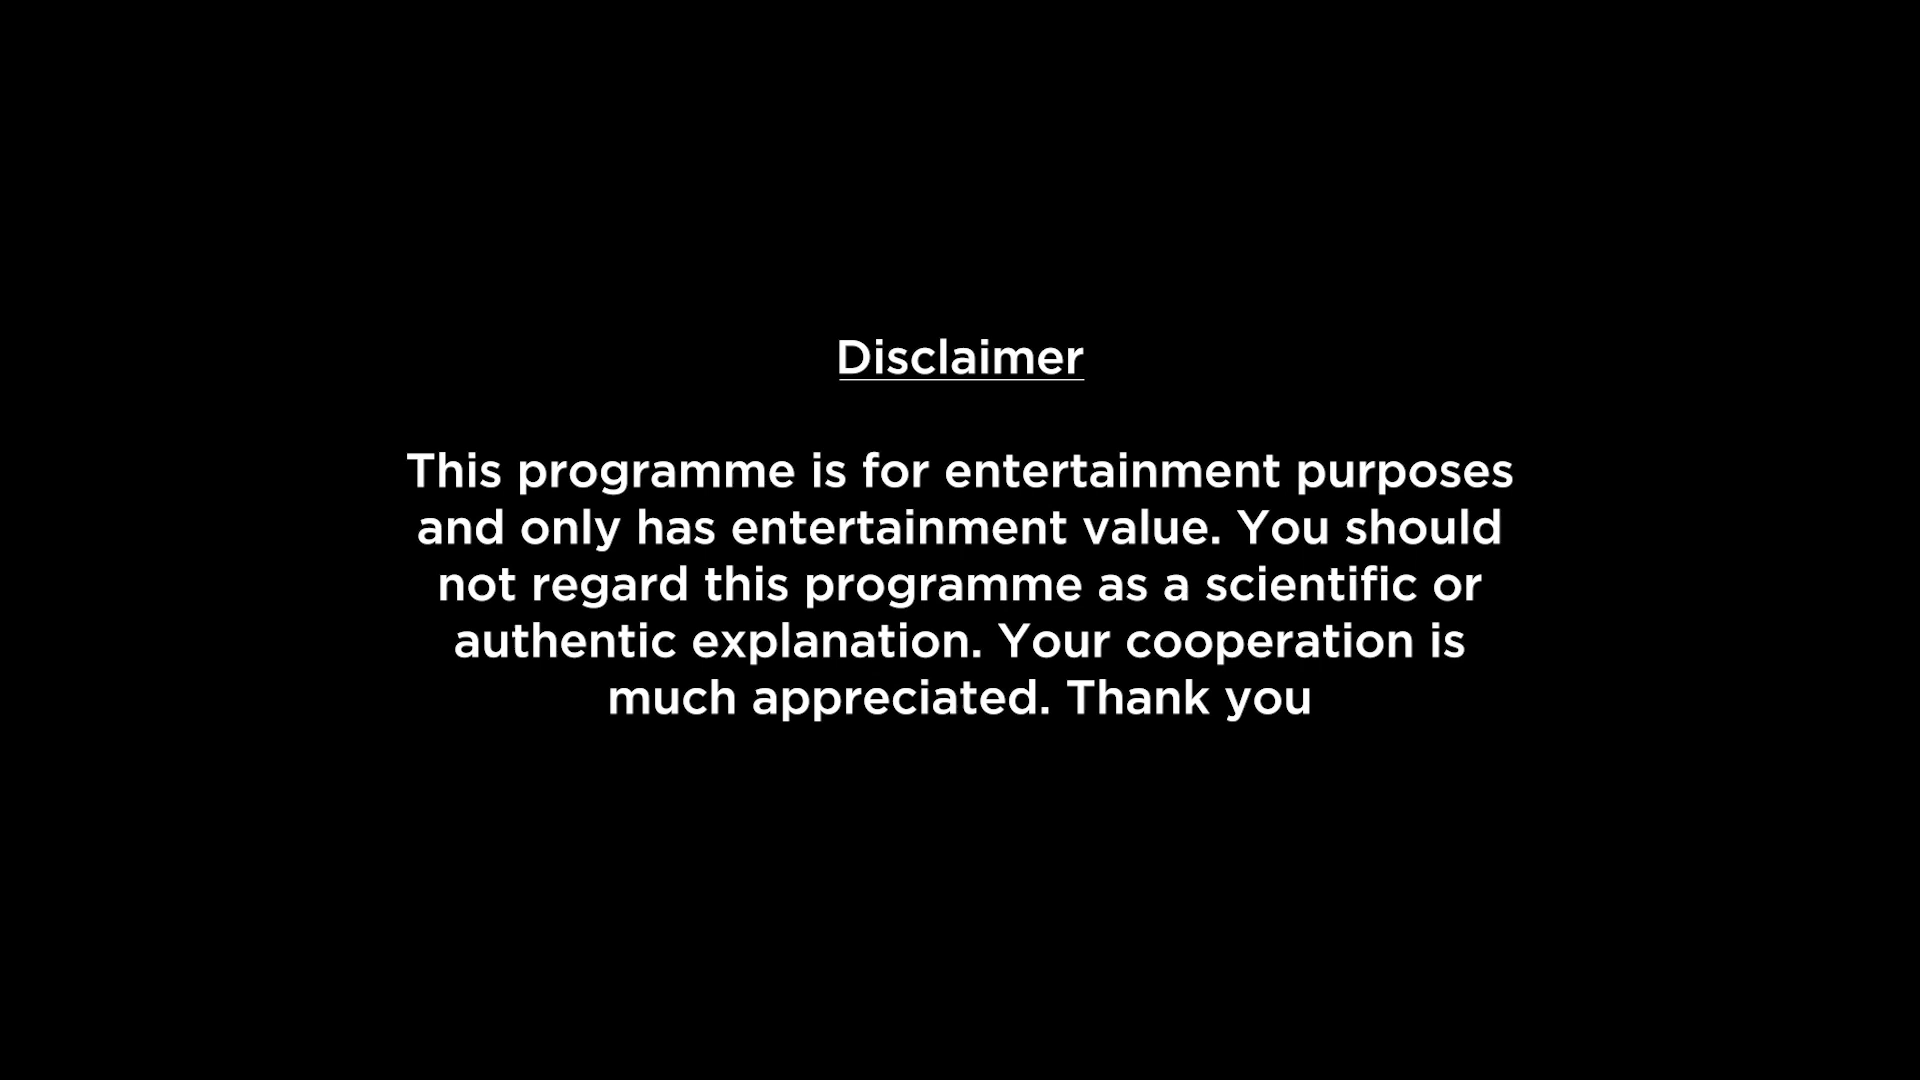 Disclaimer
This programme is for entertainment purposes
and only has entertainment value. You should
not regard this programme as a scientific or
authentic explanation. Your cooperation is
much appreciated. Thank you